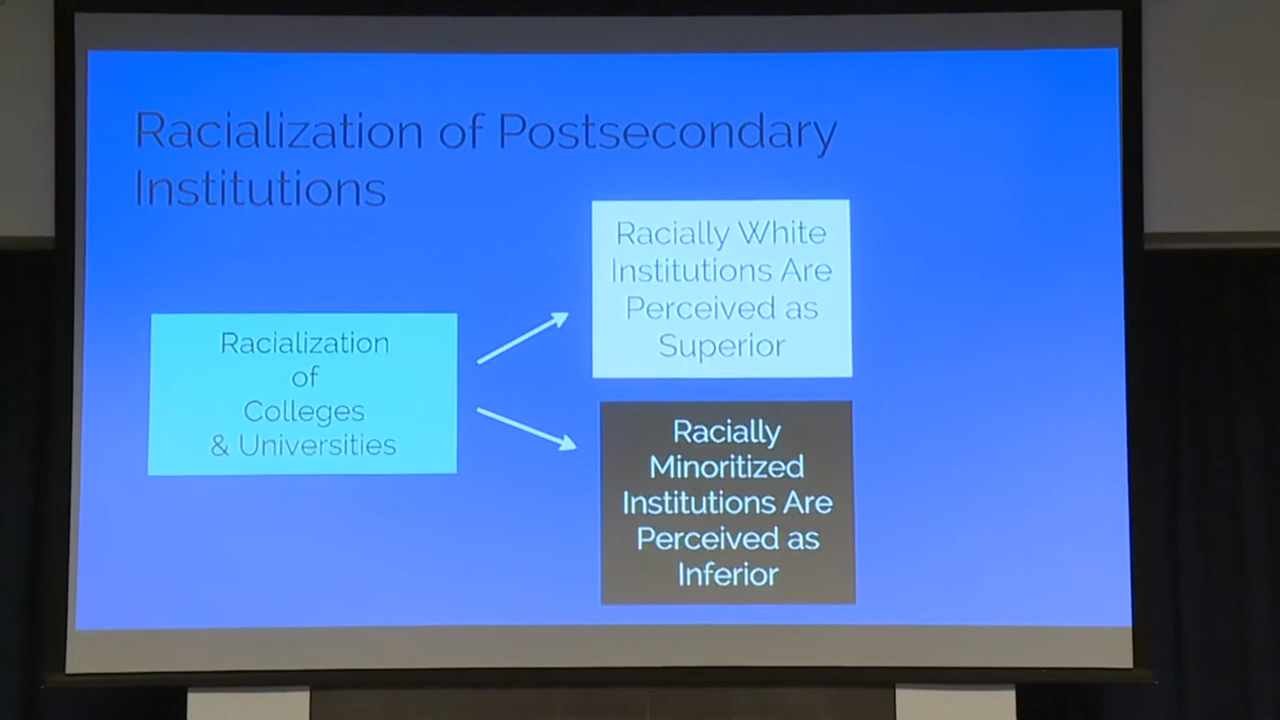 Racialization of Postsecondary
Institutions
Racialization
of
Colleges
& Universities
Racially White
Institutions Are
Perceived as
Superior
Racially
Minoritized
Institutions Are
Perceived as
Inferior